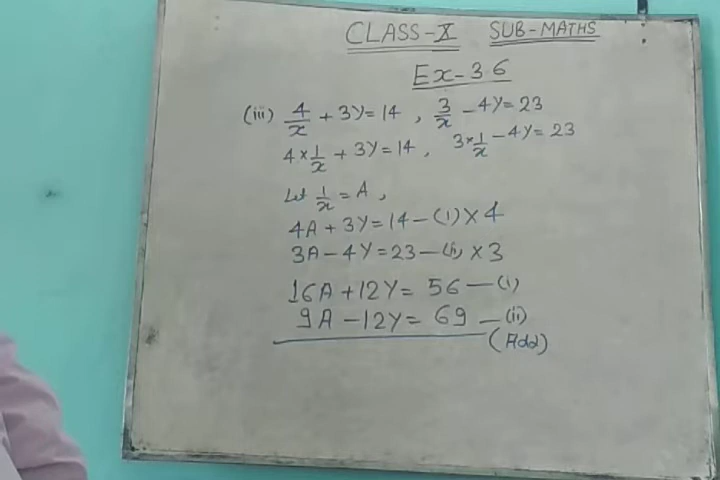 CLASS-X SUB-MATHS
Ex-36
(iii) 4/x + 3Y = 14 , 3/x - 4Y = 23
4 × 1/x + 3Y = 14 , 3 × 1/x - 4Y = 23
Let 1/x = A ,
4A + 3Y = 14 - (i) × 4
3A - 4Y = 23 - (ii) × 3
16A + 12Y = 56 - (i)
9A - 12Y = 69 - (ii)
(Add)